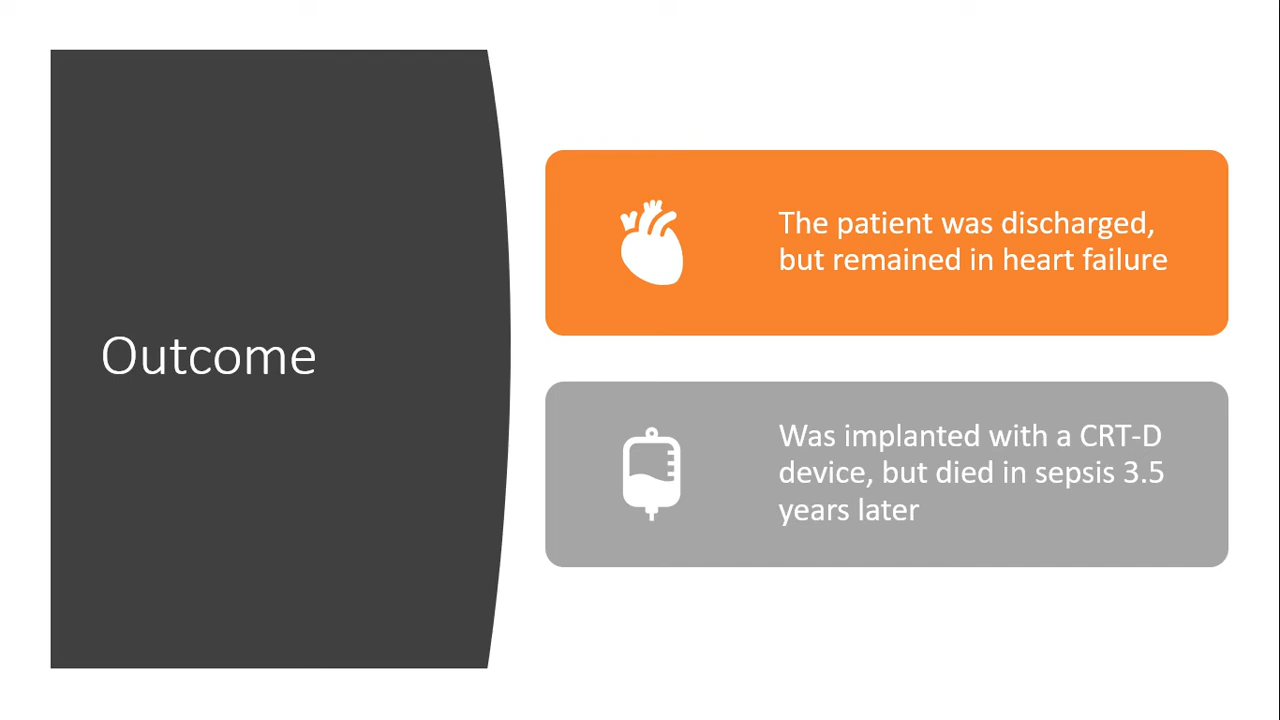 Outcome
The patient was discharged,
but remained in heart failure
Was implanted with a CRT-D
device, but died in sepsis 3.5
years later